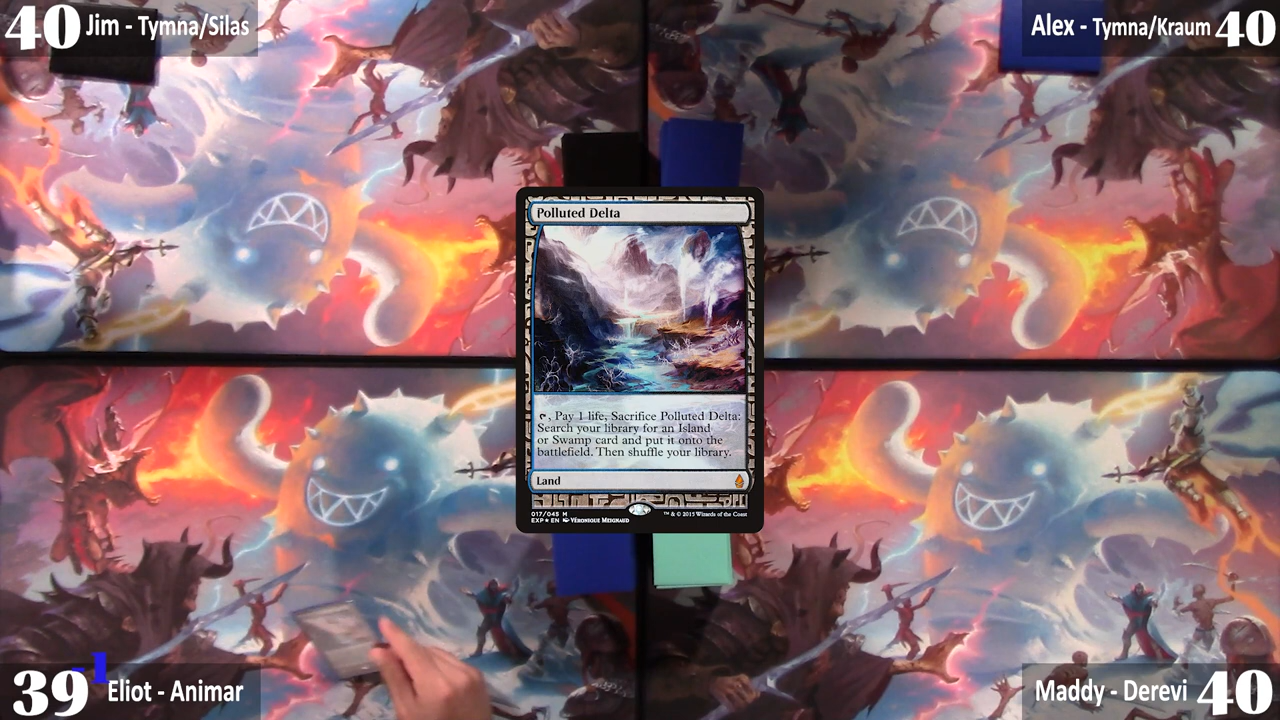 40 Jim - Tymna/Silas
Alex - Tymna/Kraum 40
Polluted Delta
, Pay 1 life, Sacrifice Polluted Delta:
Search your library for an Island
or Swamp card and put it onto the
battlefield. Then shuffle your library.
Land
017/045 M
EXP ★ EN Véronique Meignaud
™ & © 2015 Wizards of the Coast
39 -1 Eliot - Animar
Maddy - Derevi 40